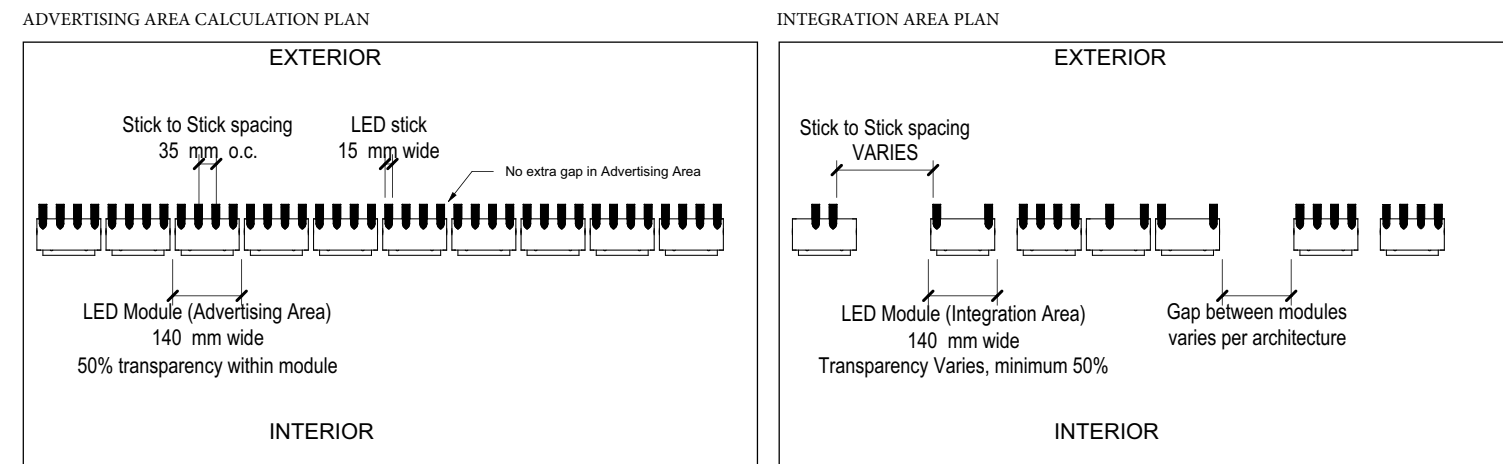 ADVERTISING AREA CALCULATION PLAN
EXTERIOR
Stick to Stick spacing
35 mm o.c.
LED stick
15 mm wide
No extra gap in Advertising Area
LED Module (Advertising Area)
140 mm wide
50% transparency within module
INTERIOR
INTEGRATION AREA PLAN
EXTERIOR
Stick to Stick spacing
VARIES
LED Module (Integration Area)
140 mm wide
Transparency Varies, minimum 50%
Gap between modules
varies per architecture
INTERIOR